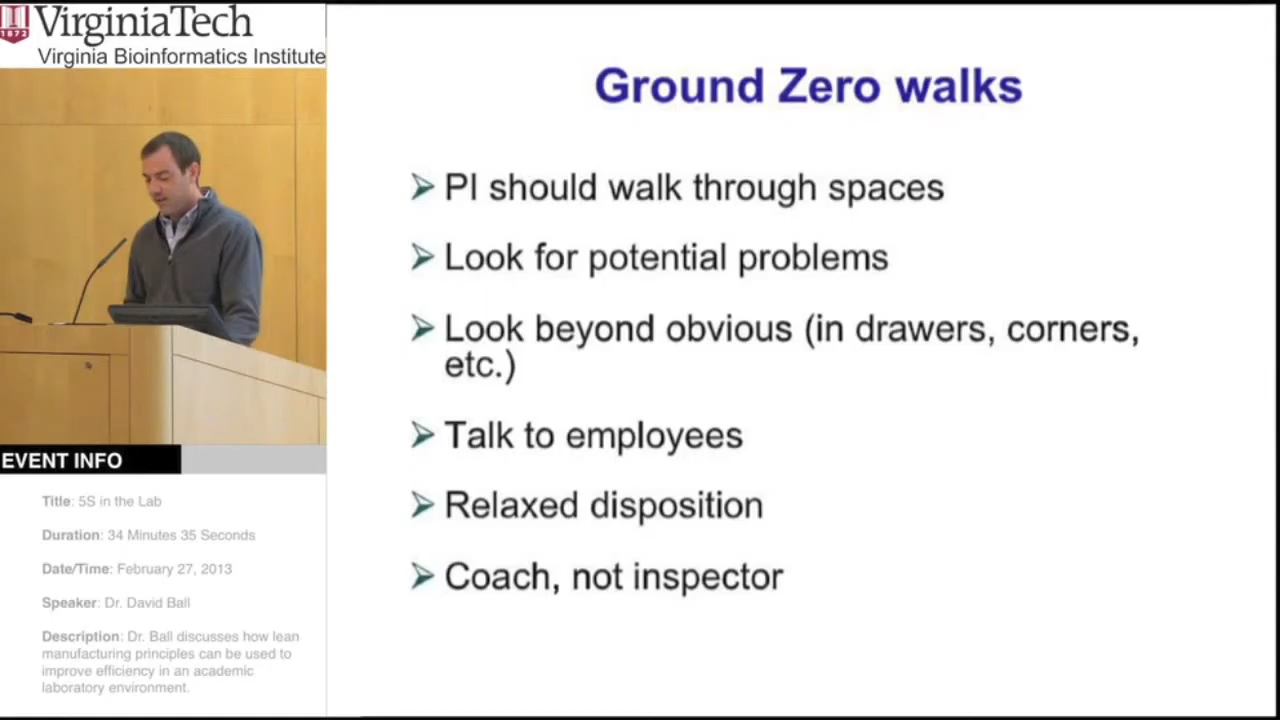 VirginiaTech
1872
Virginia Bioinformatics Institute
EVENT INFO
Title: 5S in the Lab
Duration: 34 Minutes 35 Seconds
Date/Time: February 27, 2013
Speaker: Dr. David Ball
Description: Dr. Ball discusses how lean
manufacturing principles can be used to
improve efficiency in an academic
laboratory environment.
Ground Zero walks
➢ PI should walk through spaces
➢ Look for potential problems
➢ Look beyond obvious (in drawers, corners,
etc.)
➢ Talk to employees
➢ Relaxed disposition
➢ Coach, not inspector